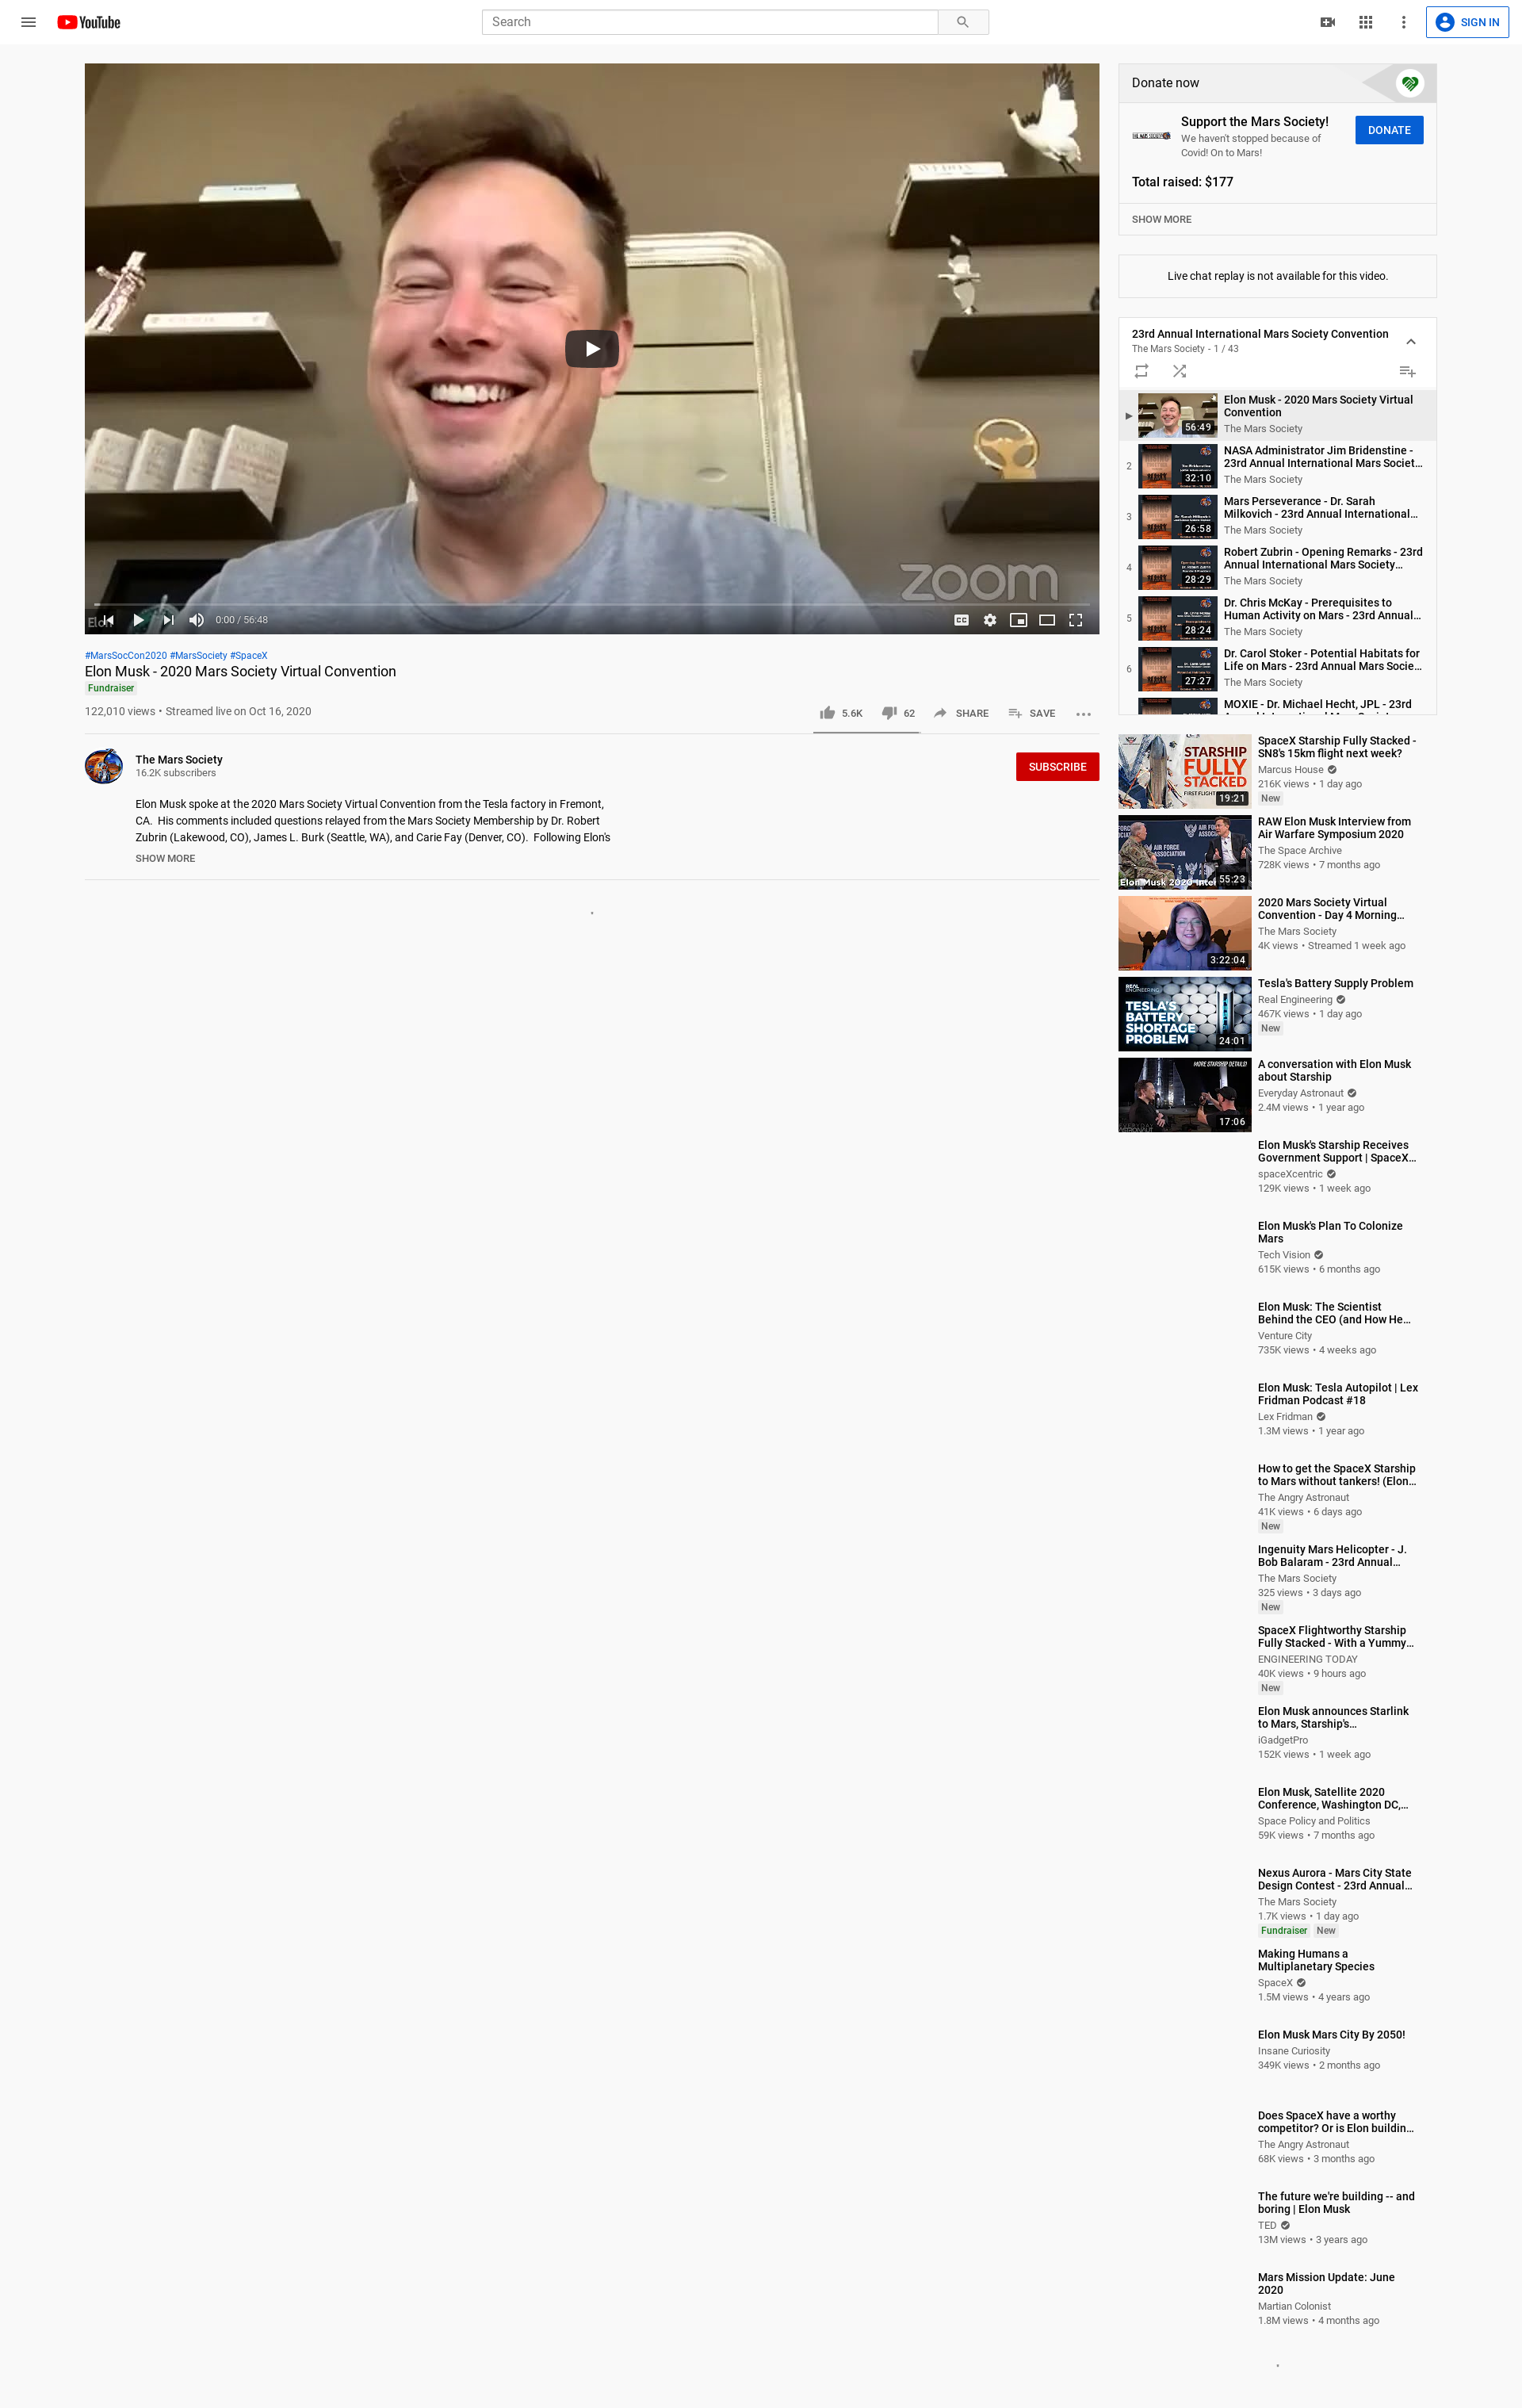 YouTube
Search
SIGN IN
zoom
Elon
0:00 / 56:48
#MarsSocCon2020 #MarsSociety #SpaceX
Elon Musk - 2020 Mars Society Virtual Convention
Fundraiser
122,010 views • Streamed live on Oct 16, 2020
5.6K
62
SHARE
SAVE
The Mars Society
16.2K subscribers
SUBSCRIBE
Elon Musk spoke at the 2020 Mars Society Virtual Convention from the Tesla factory in Fremont,
CA.  His comments included questions relayed from the Mars Society Membership by Dr. Robert
Zubrin (Lakewood, CO), James L. Burk (Seattle, WA), and Carie Fay (Denver, CO).  Following Elon's
SHOW MORE
Donate now
THE MARS SOCIETY
Support the Mars Society!
We haven't stopped because of
Covid! On to Mars!
DONATE
Total raised: $177
SHOW MORE
Live chat replay is not available for this video.
23rd Annual International Mars Society Convention
The Mars Society - 1 / 43
56:49
Elon Musk - 2020 Mars Society Virtual
Convention
The Mars Society
2
32:10
NASA Administrator Jim Bridenstine -
23rd Annual International Mars Societ...
The Mars Society
3
26:58
Mars Perseverance - Dr. Sarah
Milkovich - 23rd Annual International...
The Mars Society
4
28:29
Robert Zubrin - Opening Remarks - 23rd
Annual International Mars Society...
The Mars Society
5
28:24
Dr. Chris McKay - Prerequisites to
Human Activity on Mars - 23rd Annual...
The Mars Society
6
27:27
Dr. Carol Stoker - Potential Habitats for
Life on Mars - 23rd Annual Mars Socie...
The Mars Society
MOXIE - Dr. Michael Hecht, JPL - 23rd
STARSHIP
FULLY
STACKED
FIRST FLIGHT
19:21
SpaceX Starship Fully Stacked -
SN8's 15km flight next week?
Marcus House
216K views • 1 day ago
New
AIR FORCE
ASSOCIATION
Elon Musk 2020 Inte
55:23
RAW Elon Musk Interview from
Air Warfare Symposium 2020
The Space Archive
728K views • 7 months ago
3:22:04
2020 Mars Society Virtual
Convention - Day 4 Morning...
The Mars Society
4K views • Streamed 1 week ago
REAL
ENGINEERING
TESLA'S
BATTERY
SHORTAGE
PROBLEM
24:01
Tesla's Battery Supply Problem
Real Engineering
467K views • 1 day ago
New
MORE STARSHIP DETAILS!
EVERYDAY
ASTRONAUT
17:06
A conversation with Elon Musk
about Starship
Everyday Astronaut
2.4M views • 1 year ago
Elon Musk's Starship Receives
Government Support | SpaceX...
spaceXcentric
129K views • 1 week ago
Elon Musk's Plan To Colonize
Mars
Tech Vision
615K views • 6 months ago
Elon Musk: The Scientist
Behind the CEO (and How He...
Venture City
735K views • 4 weeks ago
Elon Musk: Tesla Autopilot | Lex
Fridman Podcast #18
Lex Fridman
1.3M views • 1 year ago
How to get the SpaceX Starship
to Mars without tankers! (Elon...
The Angry Astronaut
41K views • 6 days ago
New
Ingenuity Mars Helicopter - J.
Bob Balaram - 23rd Annual...
The Mars Society
325 views • 3 days ago
New
SpaceX Flightworthy Starship
Fully Stacked - With a Yummy...
ENGINEERING TODAY
40K views • 9 hours ago
New
Elon Musk announces Starlink
to Mars, Starship's...
iGadgetPro
152K views • 1 week ago
Elon Musk, Satellite 2020
Conference, Washington DC,...
Space Policy and Politics
59K views • 7 months ago
Nexus Aurora - Mars City State
Design Contest - 23rd Annual...
The Mars Society
1.7K views • 1 day ago
Fundraiser New
Making Humans a
Multiplanetary Species
SpaceX
1.5M views • 4 years ago
Elon Musk Mars City By 2050!
Insane Curiosity
349K views • 2 months ago
Does SpaceX have a worthy
competitor? Or is Elon buildin...
The Angry Astronaut
68K views • 3 months ago
The future we're building -- and
boring | Elon Musk
TED
13M views • 3 years ago
Mars Mission Update: June
2020
Martian Colonist
1.8M views • 4 months ago